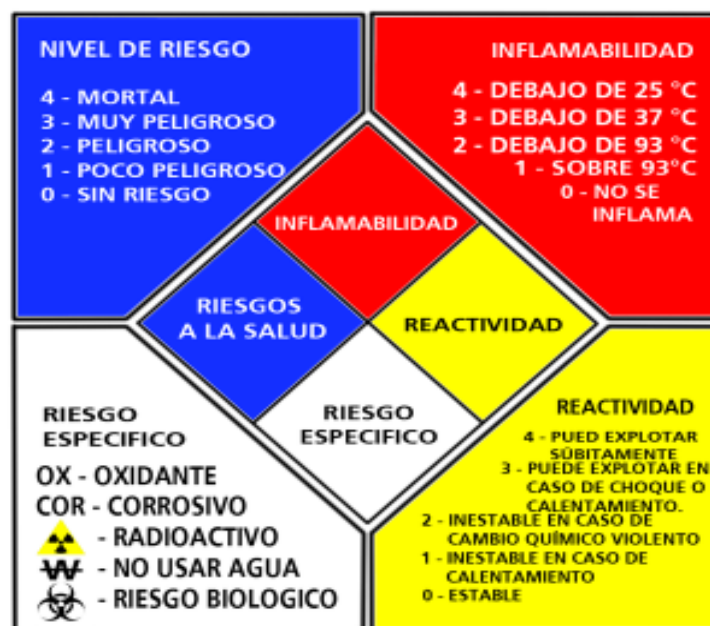 NIVEL DE RIESGO
4 - MORTAL
3 - MUY PELIGROSO
2 - PELIGROSO
1 - POCO PELIGROSO
0 - SIN RIESGO
INFLAMABILIDAD
4 - DEBAJO DE 25 °C
3 - DEBAJO DE 37 °C
2 - DEBAJO DE 93 °C
1 - SOBRE 93°C
0 - NO SE
INFLAMA
INFLAMABILIDAD
RIESGOS
A LA SALUD
REACTIVIDAD
RIESGO
ESPECIFICO
RIESGO
ESPECIFICO
OX - OXIDANTE
COR - CORROSIVO
- RADIOACTIVO
W - NO USAR AGUA
- RIESGO BIOLOGICO
REACTIVIDAD
4 - PUED EXPLOTAR
SÜBITAMENTE
3 - PUEDE EXPLOTAR EN
CASO DE CHOQUE O
CALENTAMIENTO.
2 - INESTABLE EN CASO DE
CAMBIO QUÍMICO VIOLENTO
1 - INESTABLE EN CASO DE
CALENTAMIENTO
0 - ESTABLE